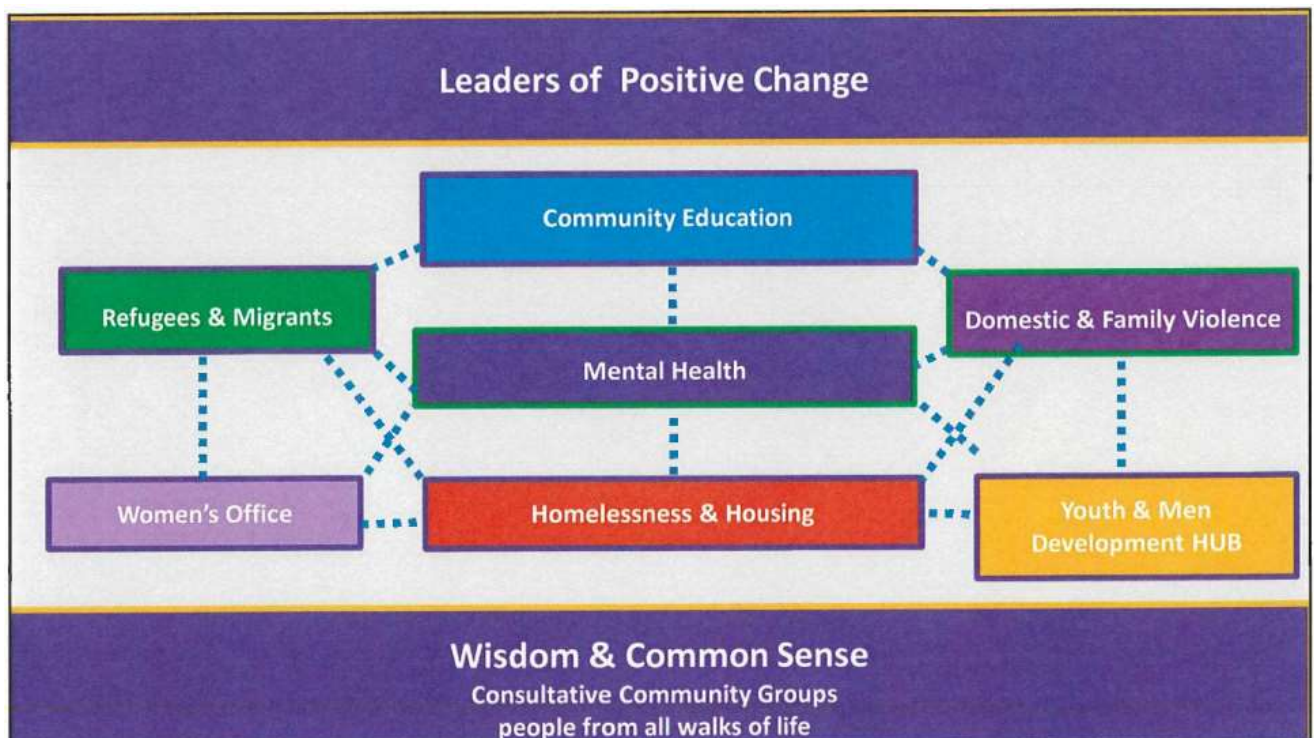 Leaders of Positive Change
Community Education
Refugees & Migrants
Domestic & Family Violence
Mental Health
Women's Office
Homelessness & Housing
Youth & Men
Development HUB
Wisdom & Common Sense
Consultative Community Groups
people from all walks of life